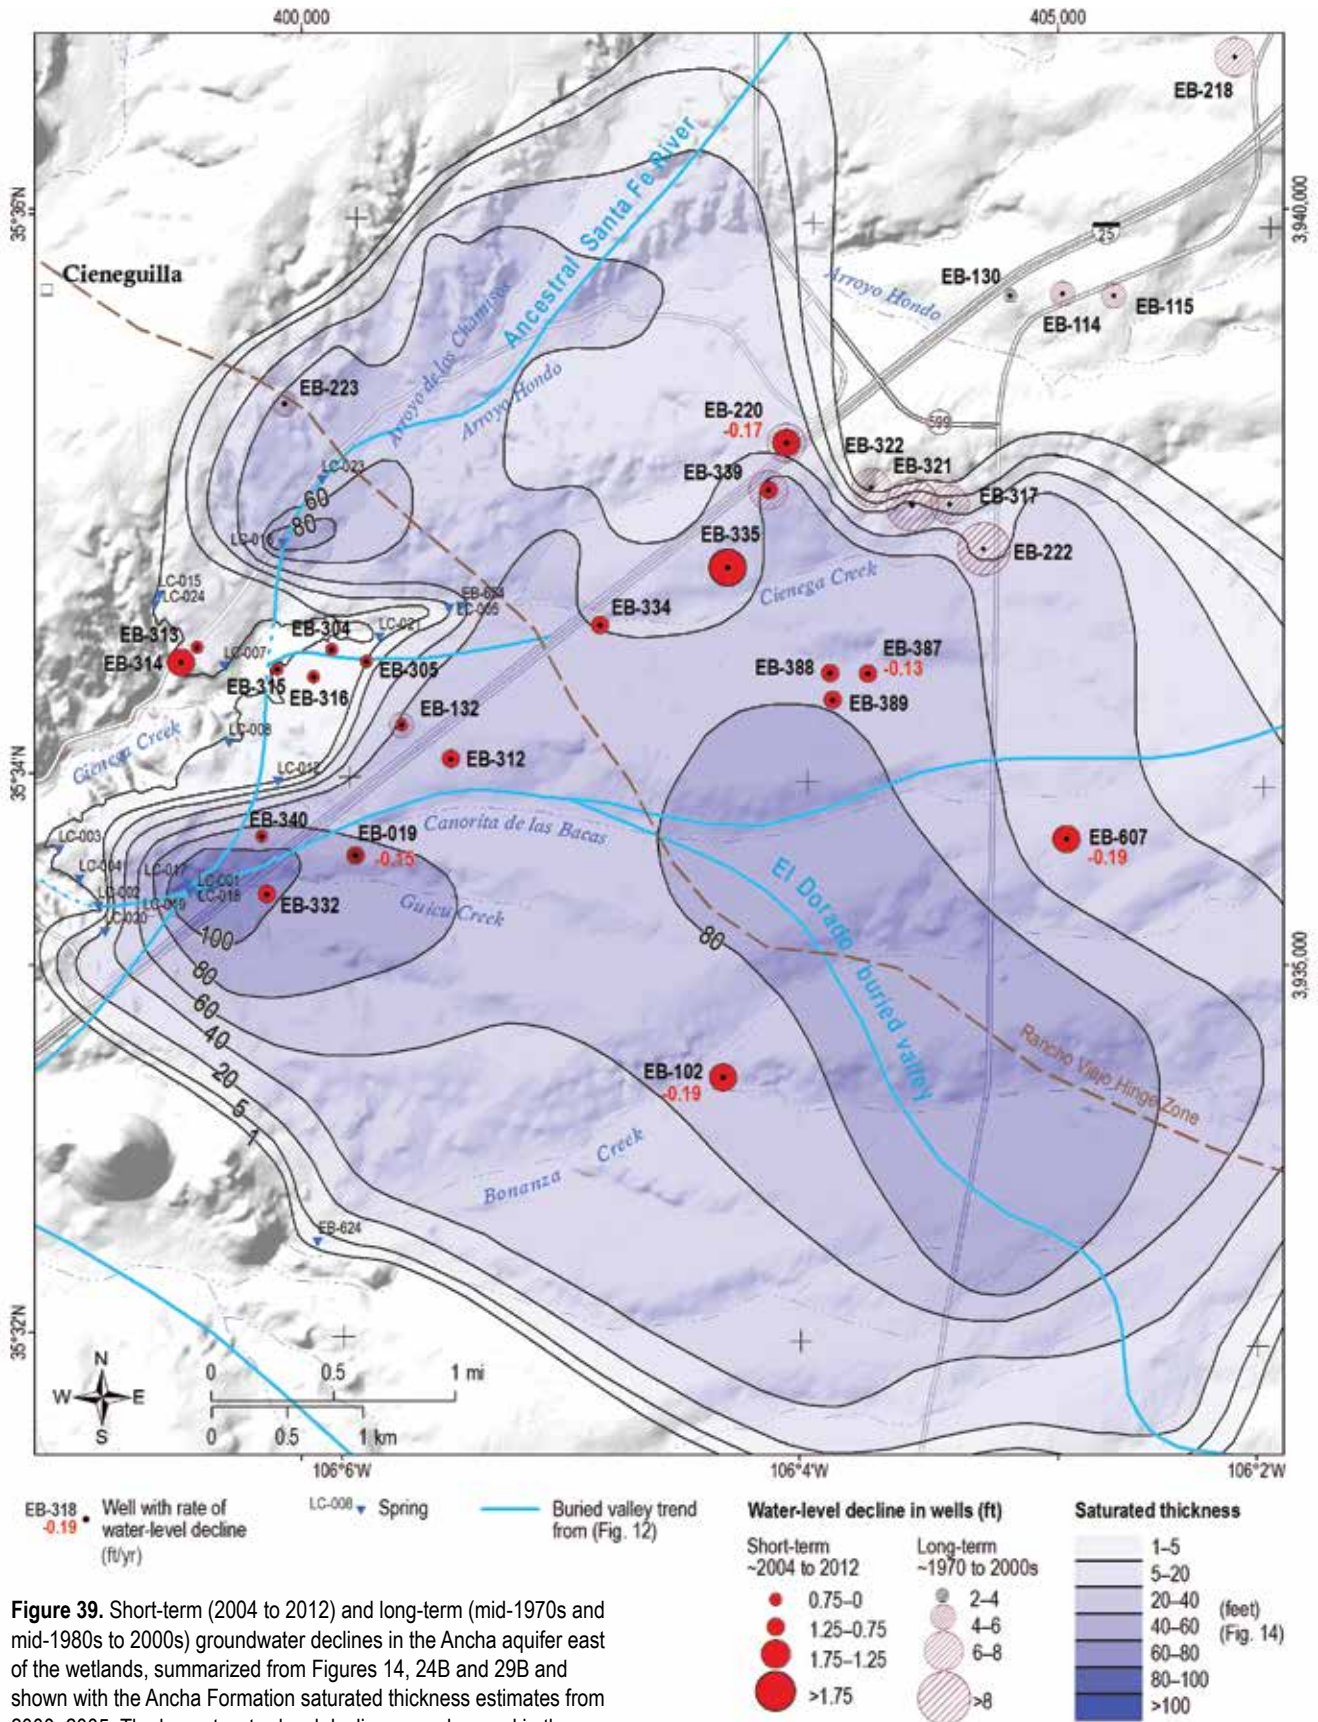 400,000
405,000
EB-218
35°36'N
3,940,000
25
Cieneguilla
Ancestral Santa Fe River
Arroyo Hondo
EB-130
EB-114
EB-115
Arroyo de los Chamisos
Arroyo Hondo
EB-223
EB-220
-0.17
599
EB-322
EB-321
EB-317
EB-339
LC-023
60
80
EB-335
EB-222
Cienega Creek
LC-015
LC-024
LC-005
EB-334
EB-313
EB-304
LC-021
EB-314
LC-007
EB-305
EB-315
EB-316
EB-388
EB-387
-0.13
EB-389
EB-132
LC-008
Cienega Creek
EB-312
LC-012
35°34'N
EB-340
EB-019
-0.15
Canorita de las Bacas
EB-607
-0.19
LC-003
LC-004
LC-017
LC-001
LC-002
LC-018
LC-020
EB-332
Guicu Creek
El Dorado buried valley
100
80
80
60
40
20
5
1
3,935,000
Rancho Viejo Hinge Zone
EB-102
-0.19
Bonanza Creek
EB-624
35°32'N
N
W E
S
0 0.5 1 mi
0 0.5 1 km
106°6'W
106°4'W
106°2'W
EB-318
-0.19
Well with rate of
water-level decline
(ft/yr)
LC-008 Spring
Buried valley trend
from (Fig. 12)
Water-level decline in wells (ft)
Short-term
~2004 to 2012
0.75–0
1.25–0.75
1.75–1.25
>1.75
Long-term
~1970 to 2000s
2–4
4–6
6–8
>8
Saturated thickness
1–5
5–20
20–40
40–60
60–80
80–100
>100
(feet)
(Fig. 14)
Figure 39. Short-term (2004 to 2012) and long-term (mid-1970s and
mid-1980s to 2000s) groundwater declines in the Ancha aquifer east
of the wetlands, summarized from Figures 14, 24B and 29B and
shown with the Ancha Formation saturated thickness estimates from